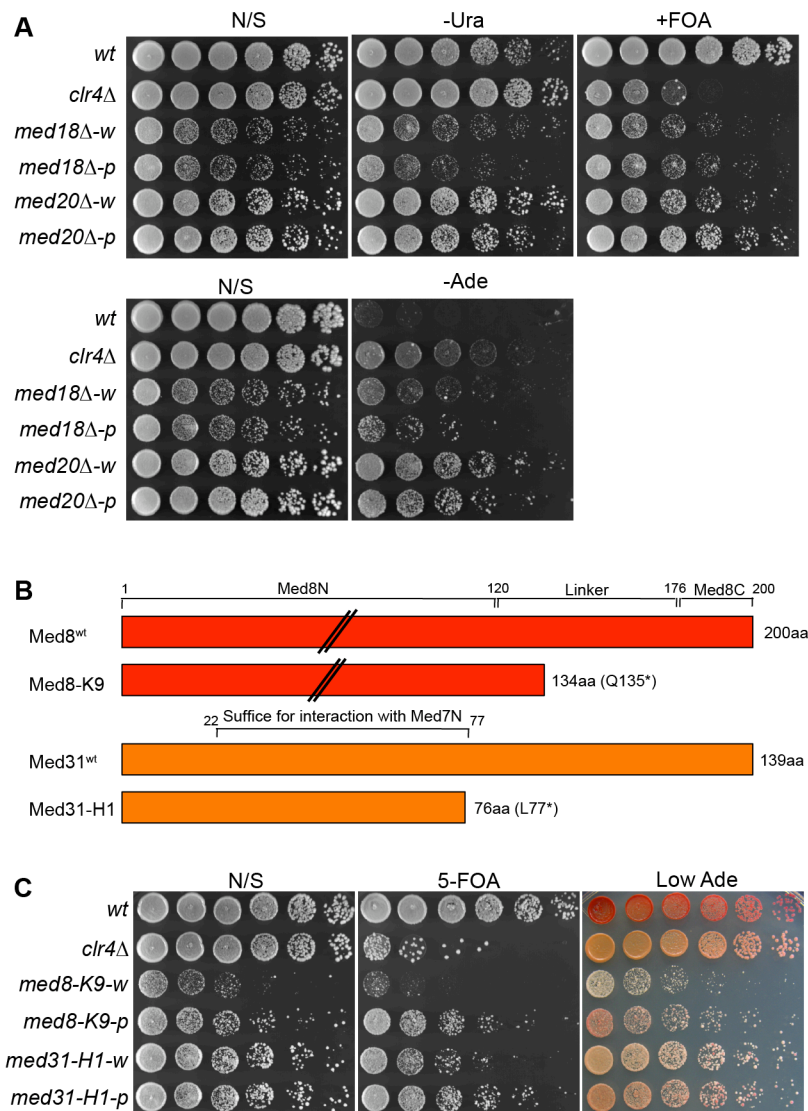 A
N/S -Ura +FOA
wt
clr4Δ
med18Δ-w
med18Δ-p
med20Δ-w
med20Δ-p
N/S -Ade
wt
clr4Δ
med18Δ-w
med18Δ-p
med20Δ-w
med20Δ-p
B
1 Med8N 120 Linker 176 Med8C 200
Med8wt 200aa
Med8-K9 134aa (Q135*)
22 Suffice for interaction with Med7N 77
Med31wt 139aa
Med31-H1 76aa (L77*)
C
N/S 5-FOA Low Ade
wt
clr4Δ
med8-K9-w
med8-K9-p
med31-H1-w
med31-H1-p